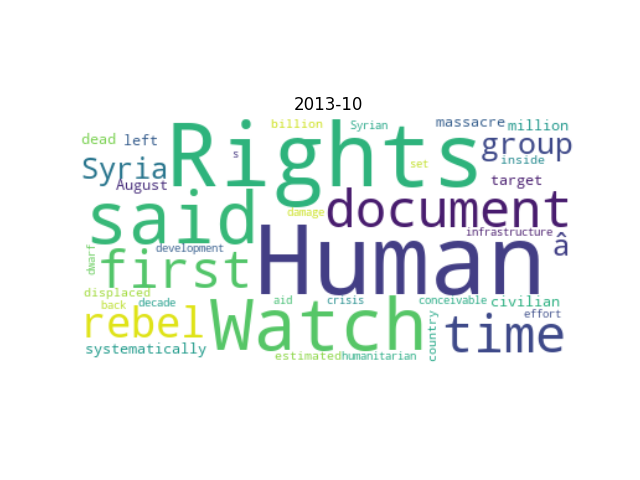 2013-10
billion Syrian massacre million
dead left Rights group
s set inside
Syria August target
said damage document
infrastructure
dwarf first development Human â
displaced
back decade aid crisis conceivable civilian
rebel Watch country time effort
systematically estimated humanitarian